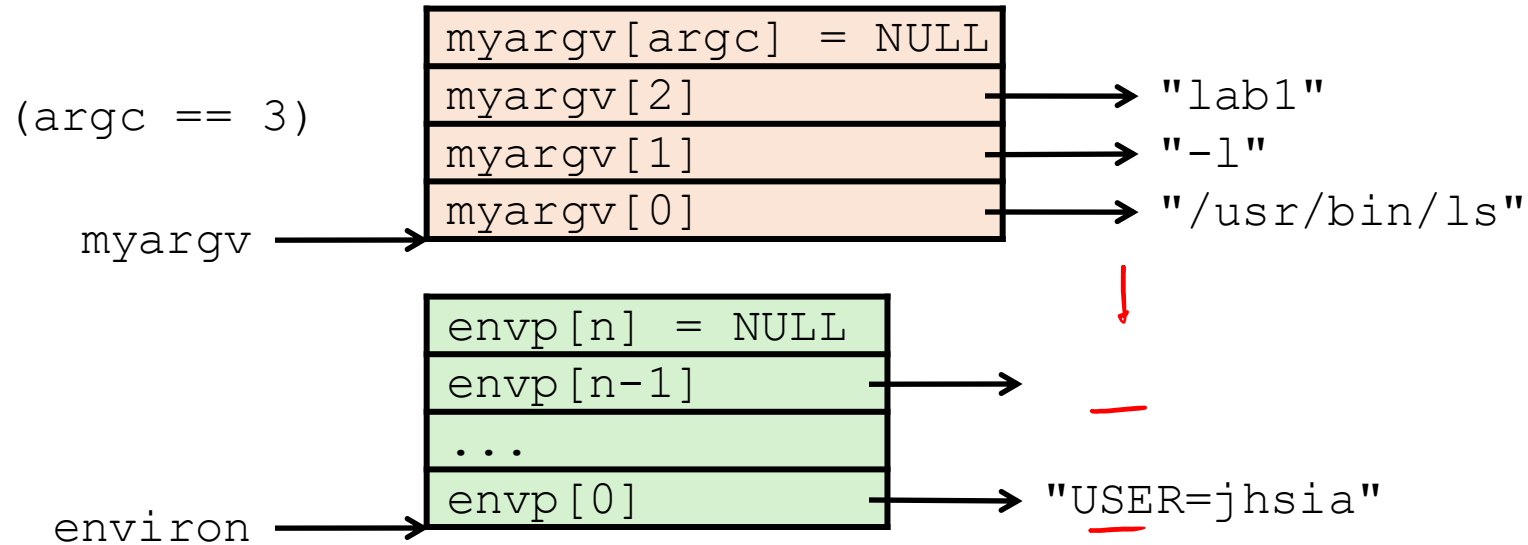 myargv[argc] = NULL
(argc == 3)
myargv[2] "lab1"
myargv[1] "-l"
myargv[0] "/usr/bin/ls"
myargv
envp[n] = NULL
envp[n-1]
...
envp[0] "USER=jhsia"
environ